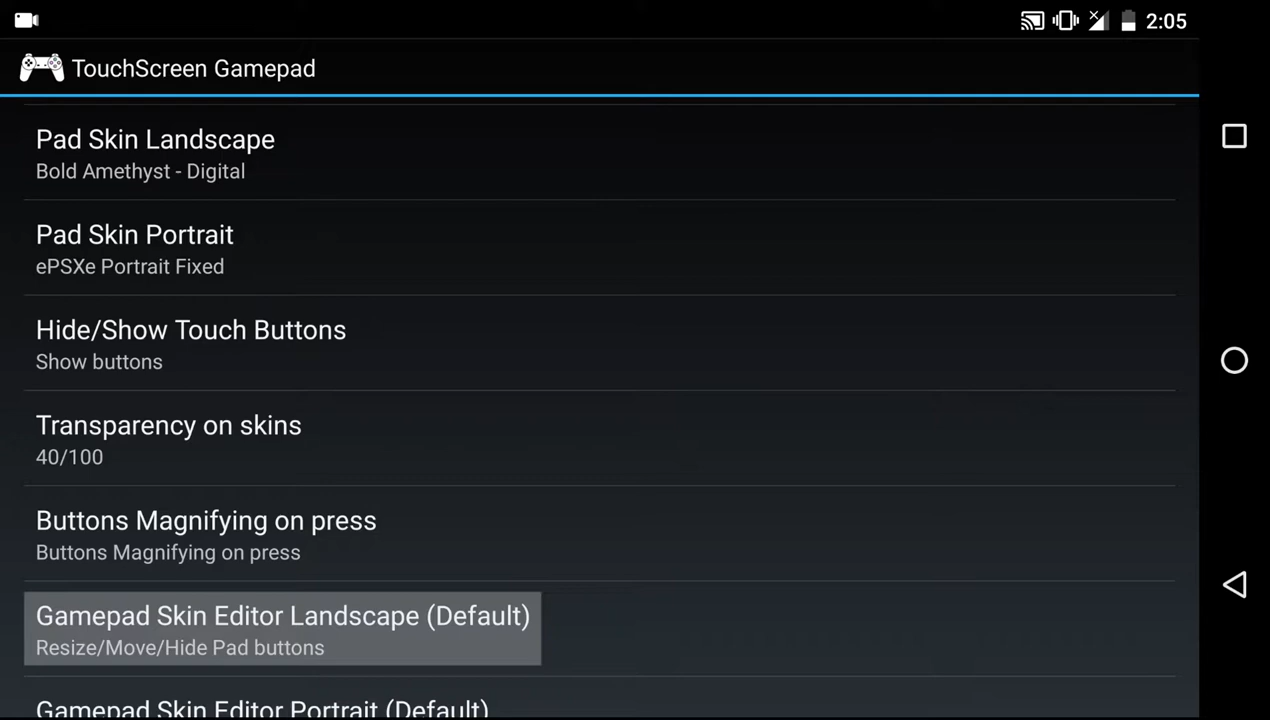 2:05
TouchScreen Gamepad
Pad Skin Landscape
Bold Amethyst - Digital
Pad Skin Portrait
ePSXe Portrait Fixed
Hide/Show Touch Buttons
Show buttons
Transparency on skins
40/100
Buttons Magnifying on press
Buttons Magnifying on press
Gamepad Skin Editor Landscape (Default)
Resize/Move/Hide Pad buttons
Gamepad Skin Editor Portrait (Default)